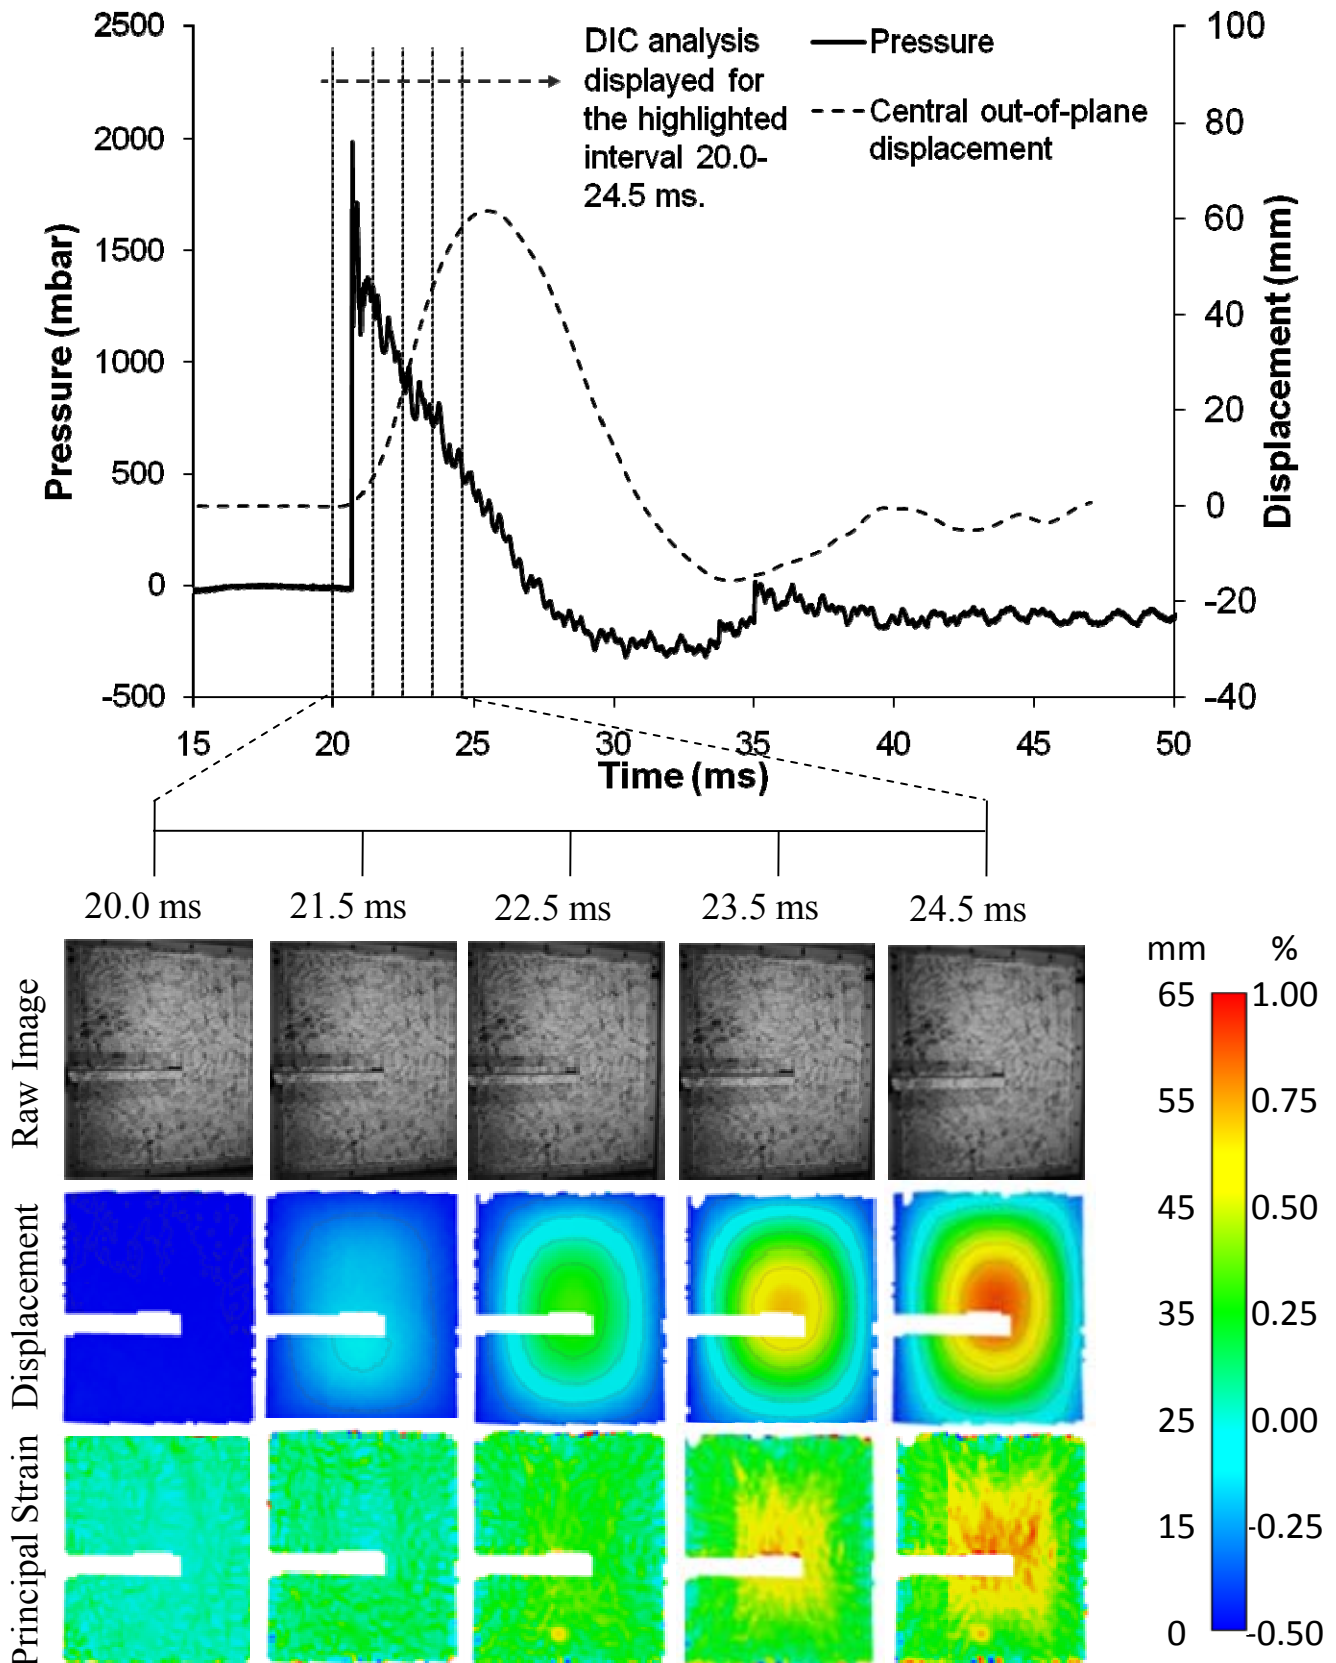 2500
2000
1500
1000
500
0
-500
Pressure (mbar)
DIC analysis
displayed for
the highlighted
interval 20.0-
24.5 ms.
Pressure
Central out-of-plane
displacement
100
80
60
40
20
0
-20
-40
Displacement (mm)
15 20 25 30 35 40 45 50
Time (ms)
20.0 ms 21.5 ms 22.5 ms 23.5 ms 24.5 ms
Raw Image
Displacement
Principal Strain
mm %
65 1.00
55 0.75
45 0.50
35 0.25
25 0.00
15 -0.25
0 -0.50